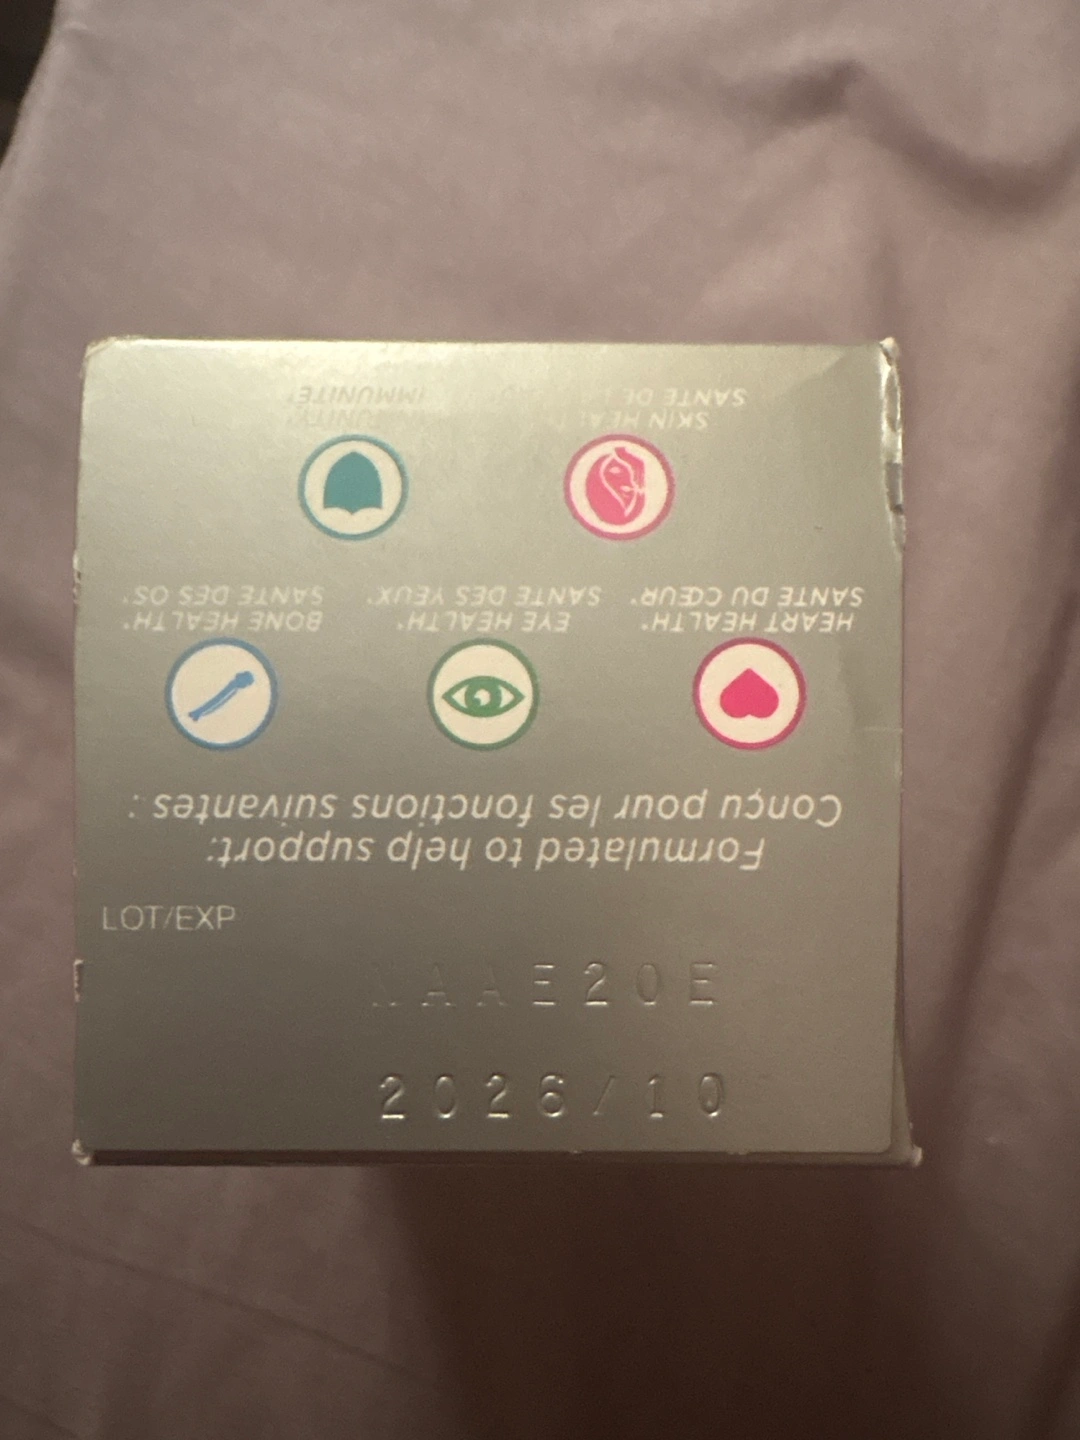 LOT/EXP
AAE20E
2026/10
Formulated to help support:
Conçu pour les fonctions suivantes :
HEART HEALTH*
SANTÉ DU CŒUR*
EYE HEALTH*
SANTÉ DES YEUX*
BONE HEALTH*
SANTÉ DES OS*
SKIN HEALTH
SANTÉ DE
IMMUNITY*
IMMUNITÉ*